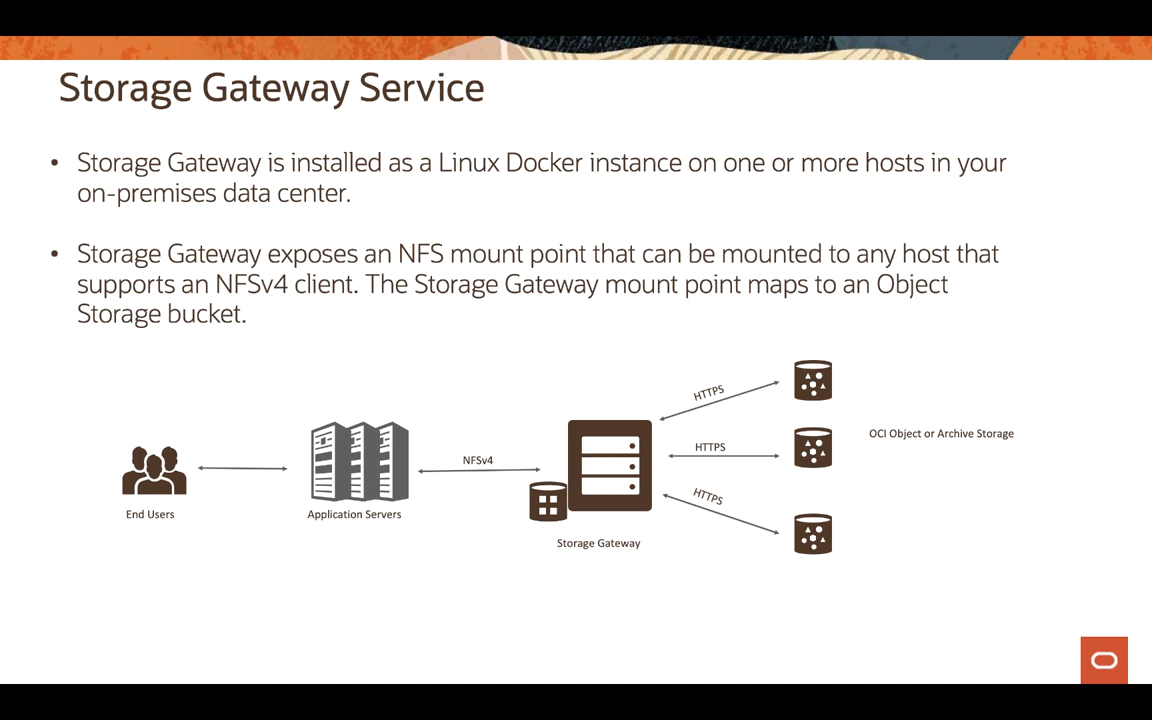 Storage Gateway Service
• Storage Gateway is installed as a Linux Docker instance on one or more hosts in your
on-premises data center.
• Storage Gateway exposes an NFS mount point that can be mounted to any host that
supports an NFSv4 client. The Storage Gateway mount point maps to an Object
Storage bucket.
HTTPS
OCI Object or Archive Storage
HTTPS
NFSv4
HTTPS
End Users
Application Servers
Storage Gateway